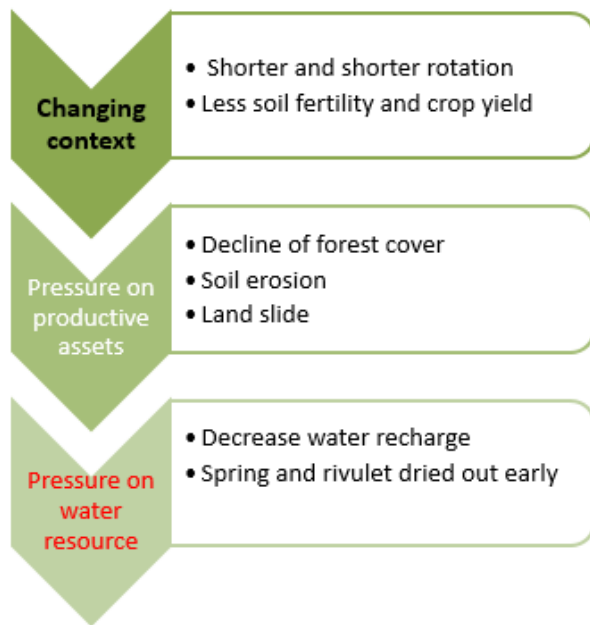 Changing
context
• Shorter and shorter rotation
• Less soil fertility and crop yield
Pressure on
productive
assets
• Decline of forest cover
• Soil erosion
• Land slide
Pressure on
water
resource
• Decrease water recharge
• Spring and rivulet dried out early